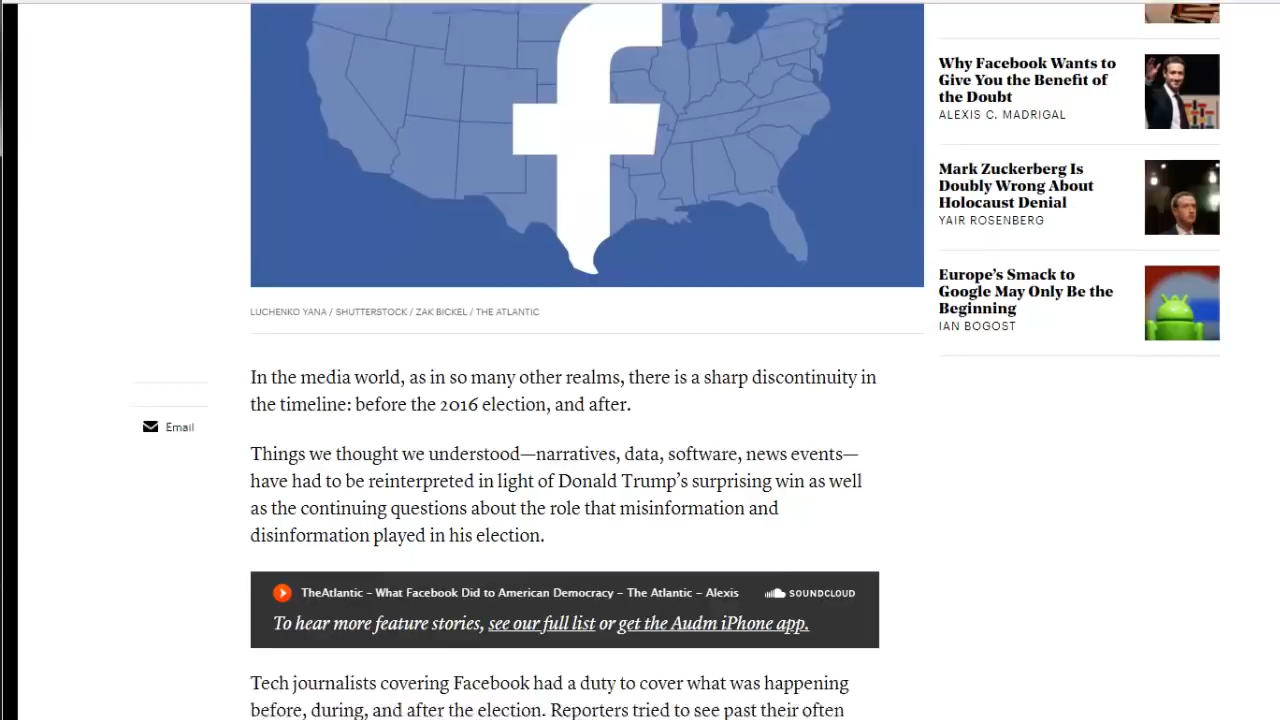 Why Facebook Wants to
Give You the Benefit of
the Doubt
ALEXIS C. MADRIGAL
Mark Zuckerberg Is
Doubly Wrong About
Holocaust Denial
YAIR ROSENBERG
Europe's Smack to
Google May Only Be the
Beginning
IAN BOGOST
LUCHENKO YANA / SHUTTERSTOCK / ZAK BICKEL / THE ATLANTIC
In the media world, as in so many other realms, there is a sharp discontinuity in
the timeline: before the 2016 election, and after.
Email
Things we thought we understood—narratives, data, software, news events—
have had to be reinterpreted in light of Donald Trump's surprising win as well
as the continuing questions about the role that misinformation and
disinformation played in his election.
TheAtlantic – What Facebook Did to American Democracy – The Atlantic – Alexis
SOUNDCLOUD
To hear more feature stories, see our full list or get the Audm iPhone app.
Tech journalists covering Facebook had a duty to cover what was happening
before, during, and after the election. Reporters tried to see past their often